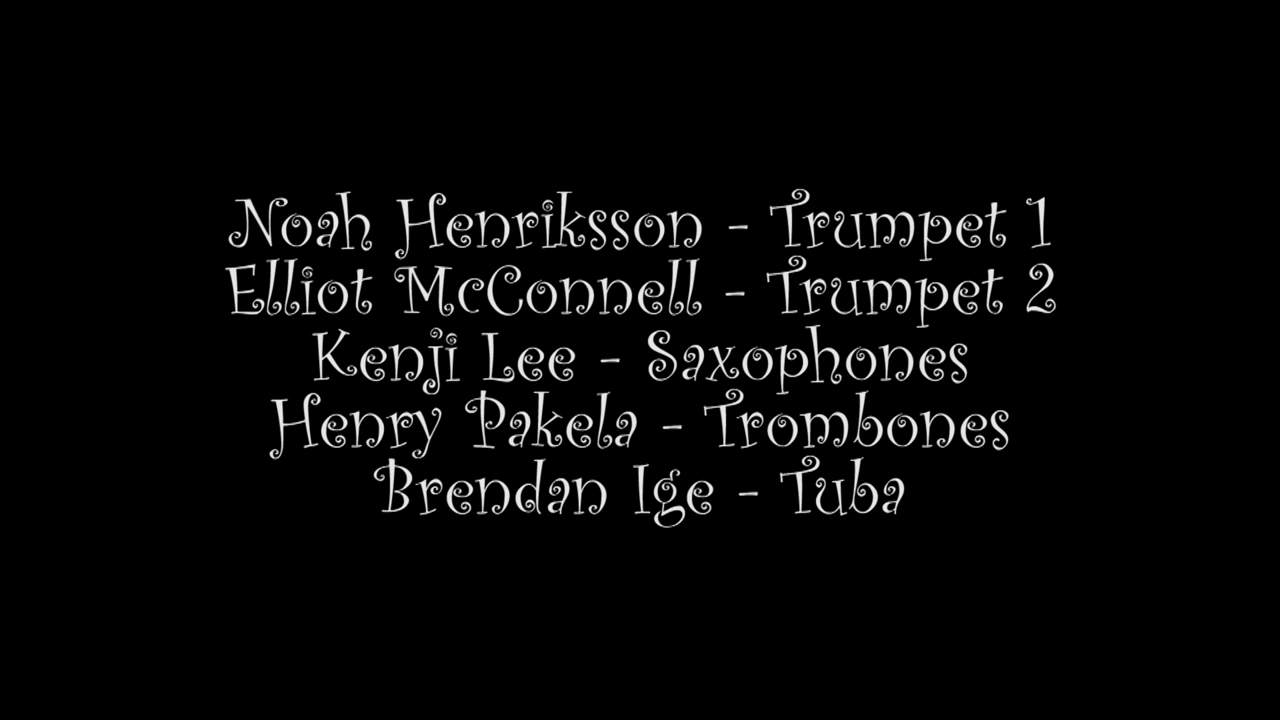 Noah Henriksson - Trumpet 1
Elliot McConnell - Trumpet 2
Kenji Lee - Saxophones
Henry Pakela - Trombones
Brendan Ige - Tuba